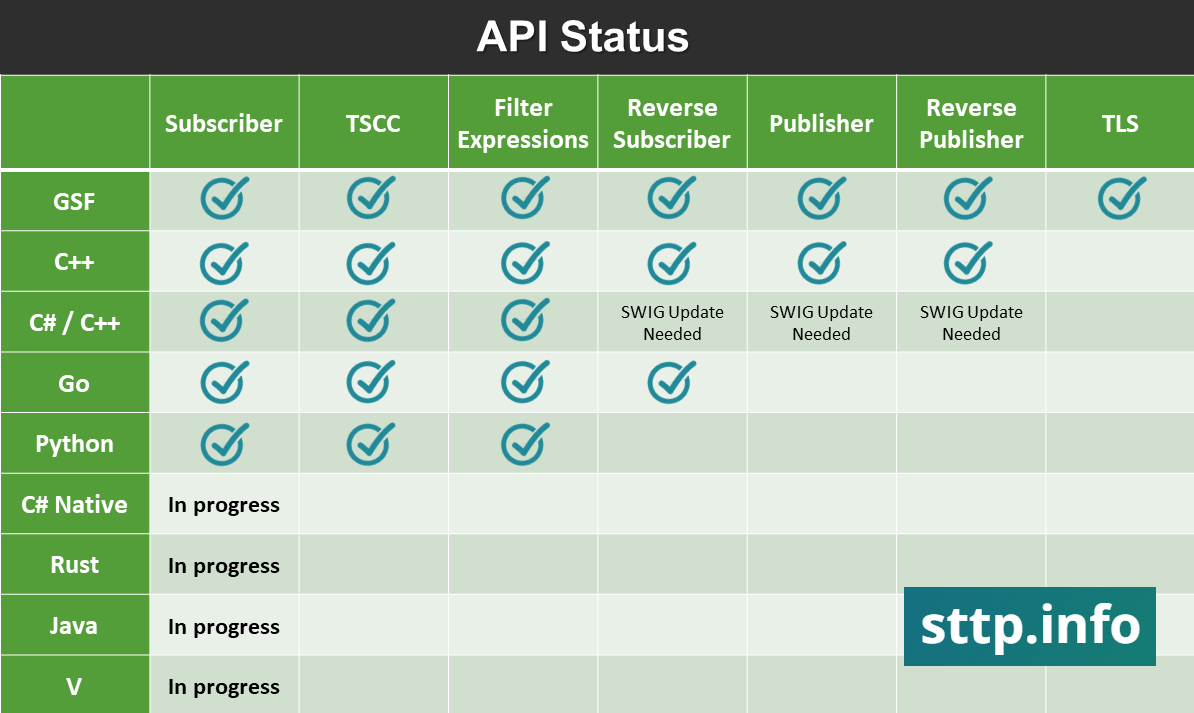 API Status
Subscriber
TSCC
Filter
Expressions
Reverse
Subscriber
Publisher
Reverse
Publisher
TLS
GSF
C++
C# / C++
SWIG Update
Needed
SWIG Update
Needed
SWIG Update
Needed
Go
Python
C# Native
In progress
Rust
In progress
Java
In progress
sttp.info
V
In progress